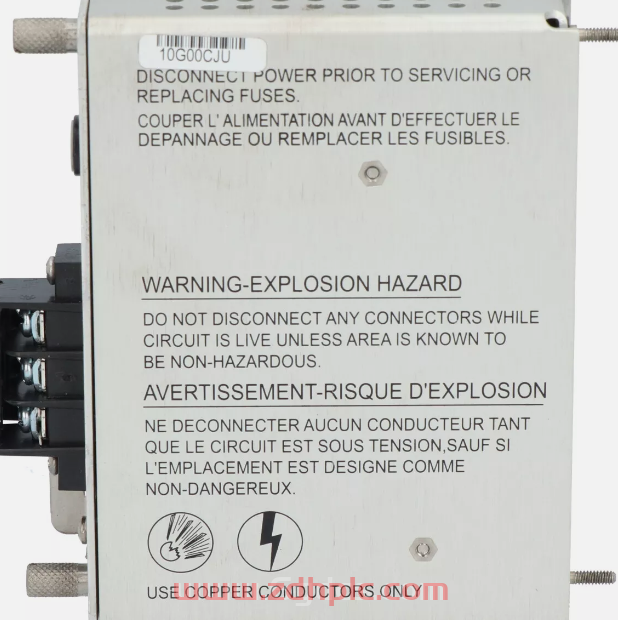 10G00CJU
DISCONNECT POWER PRIOR TO SERVICING OR
REPLACING FUSES.
COUPER L' ALIMENTATION AVANT D'EFFECTUER LE
DEPANNAGE OU REMPLACER LES FUSIBLES.
WARNING-EXPLOSION HAZARD
DO NOT DISCONNECT ANY CONNECTORS WHILE
CIRCUIT IS LIVE UNLESS AREA IS KNOWN TO
BE NON-HAZARDOUS.
AVERTISSEMENT-RISQUE D'EXPLOSION
NE DECONNECTER AUCUN CONDUCTEUR TANT
QUE LE CIRCUIT EST SOUS TENSION,SAUF SI
L'EMPLACEMENT EST DESIGNE COMME
NON-DANGEREUX.
USE COPPER CONDUCTORS ONLY
www.zdhplc.com